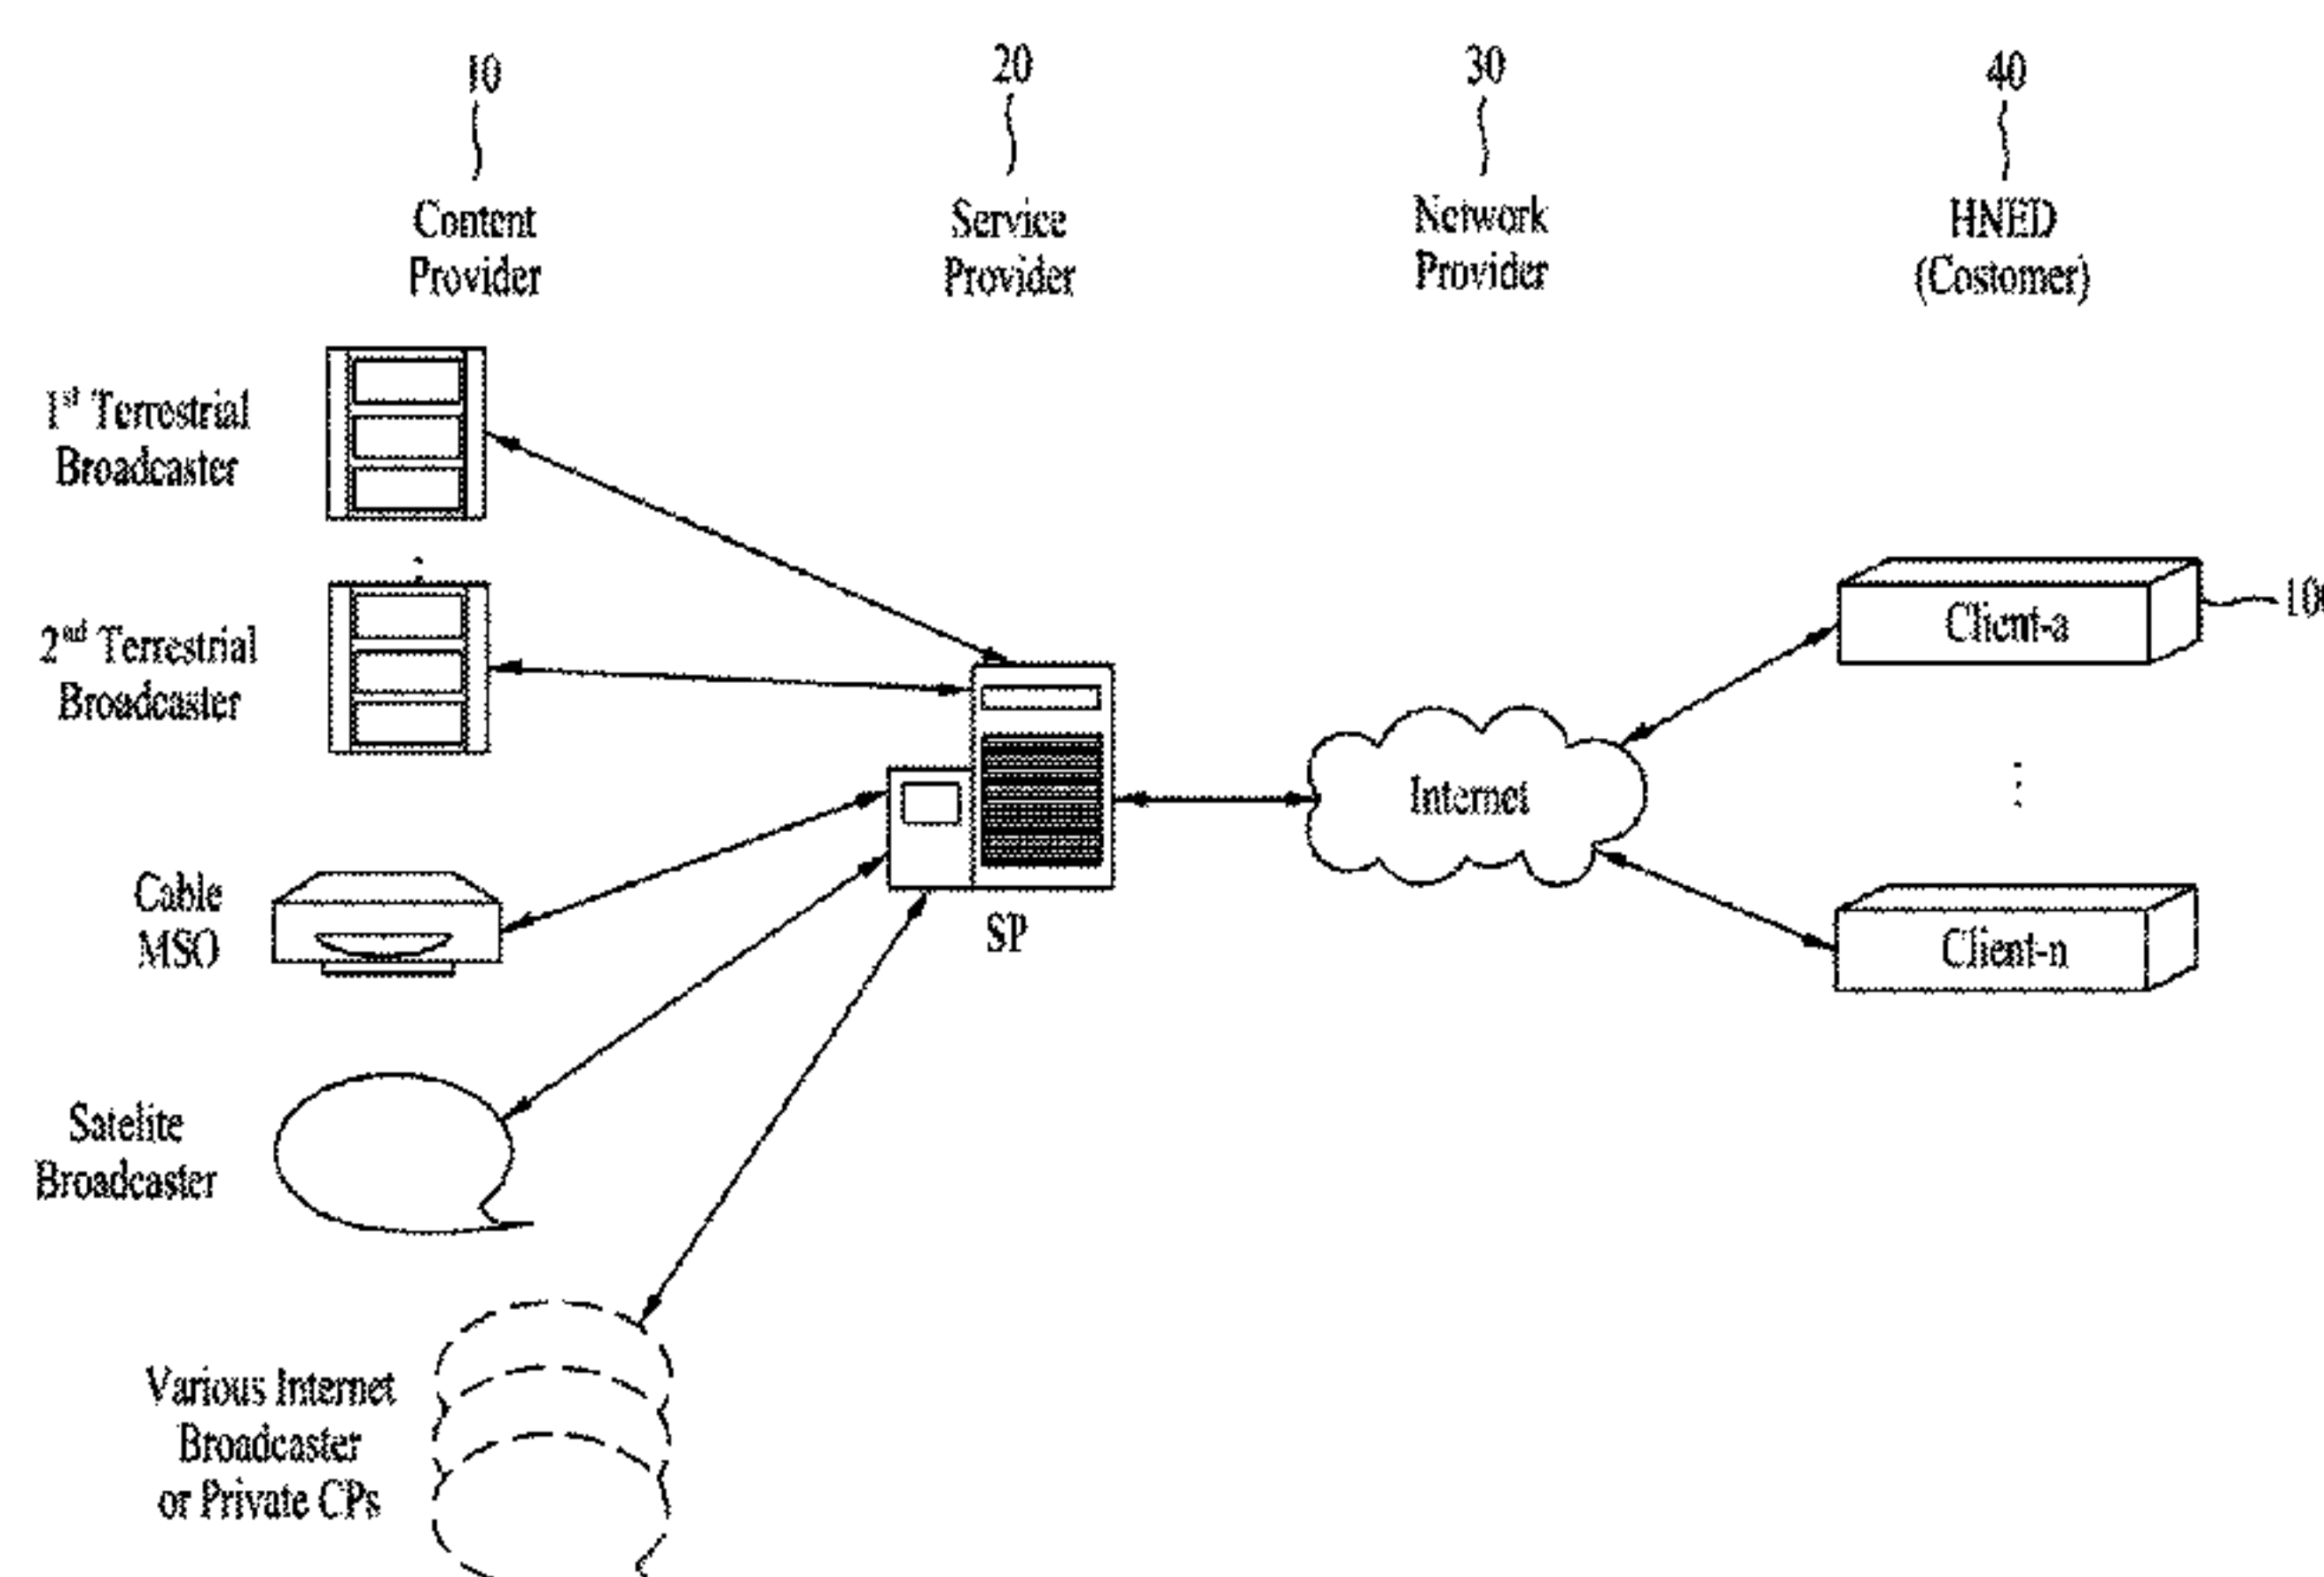 10
20
30
40
Content
Provider
Service
Provider
Network
Provider
HNED
(Costomer)
1st Terrestrial
Broadcaster
2nd Terrestrial
Broadcaster
Client-a
Internet
Cable
MSO
SP
Client-n
Satelite
Broadcaster
Various Internet
Broadcaster
or Private CPs